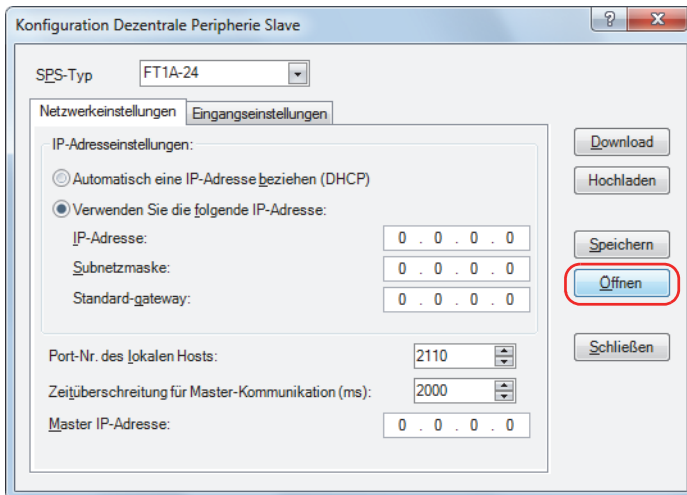 Konfiguration Dezentrale Peripherie Slave
SPS-Typ FT1A-24
Netzwerkeinstellungen Eingangseinstellungen
IP-Adresseinstellungen:
Automatisch eine IP-Adresse beziehen (DHCP)
Verwenden Sie die folgende IP-Adresse:
IP-Adresse: 0 . 0 . 0 . 0
Subnetzmaske: 0 . 0 . 0 . 0
Standard-gateway: 0 . 0 . 0 . 0
Port-Nr. des lokalen Hosts: 2110
Zeitüberschreitung für Master-Kommunikation (ms): 2000
Master IP-Adresse: 0 . 0 . 0 . 0
Download
Hochladen
Speichern
Öffnen
Schließen